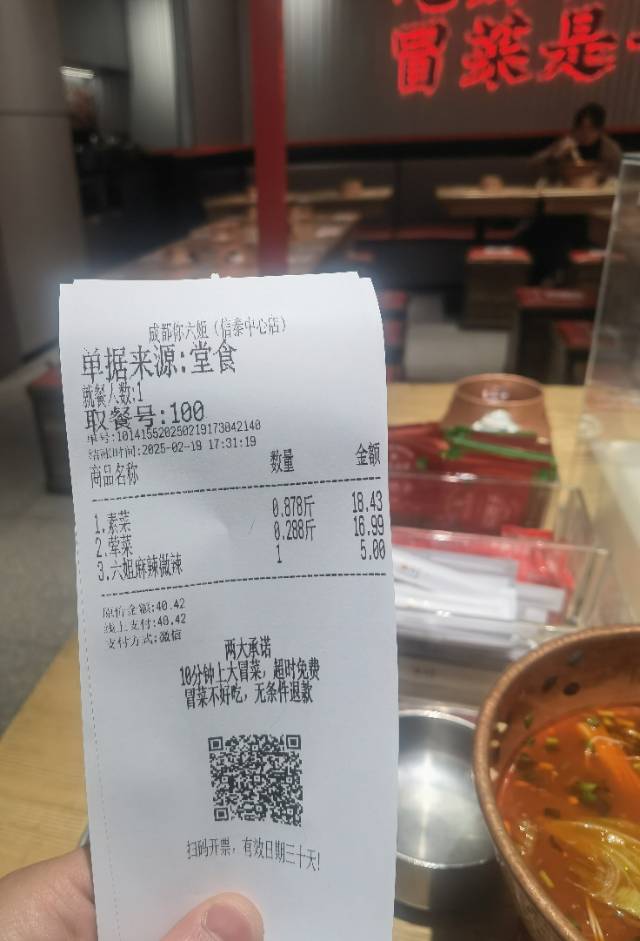 冒菜是
成都你六姐（信泰中心店）
单据来源:堂食
就餐人数:1
取餐号:100
单号:101415520250219173042140
结账时间:2025-02-19 17:31:19
商品名称 数量 金额
1.素菜 0.878斤 18.43
2.荤菜 0.288斤 16.99
3.六姐麻辣微辣 1 5.00
原价金额:40.42
线上支付:40.42
支付方式:微信
两大承诺
10分钟上大冒菜，超时免费
冒菜不好吃，无条件退款
扫码开票，有效日期三十天!